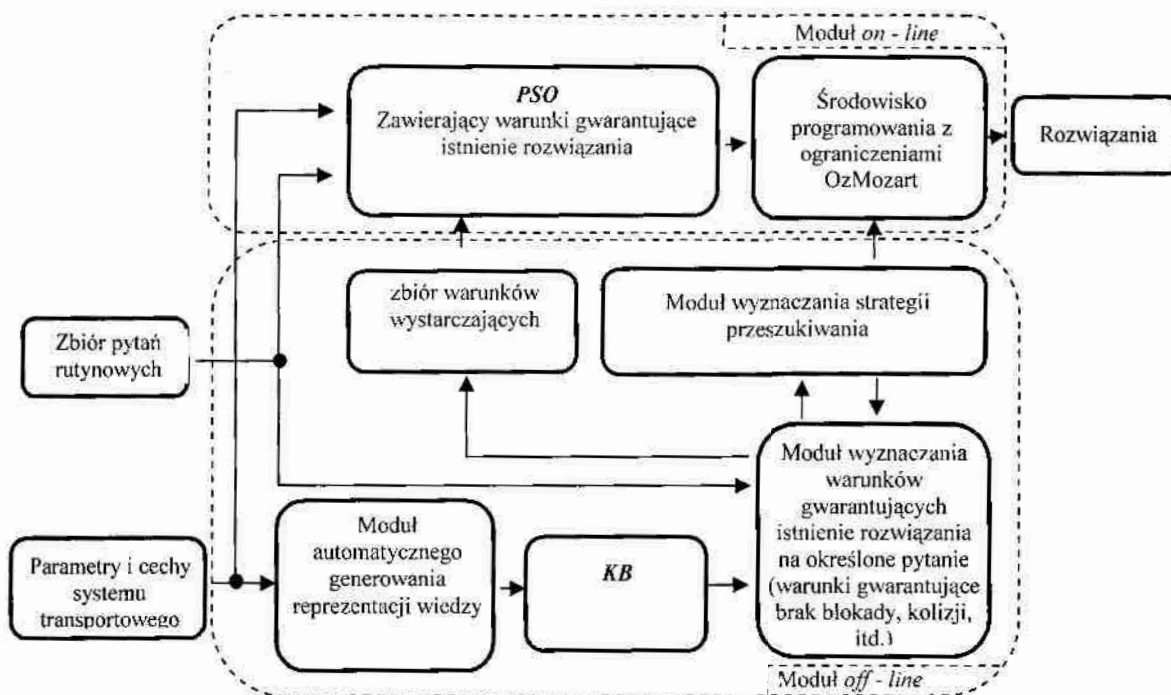 Moduł on - line
PSO
Zawierający warunki gwarantujące
istnienie rozwiązania
Środowisko
programowania z
ograniczeniami
OzMozart
Rozwiązania
zbiór warunków
wystarczających
Moduł wyznaczania strategii
przeszukiwania
Zbiór pytań
rutynowych
Moduł wyznaczania
warunków
gwarantujących
istnienie rozwiązania
na określone pytanie
(warunki gwarantujące
brak blokady, kolizji,
itd.)
Moduł
automatycznego
generowania
reprezentacji wiedzy
KB
Parametry i cechy
systemu
transportowego
Moduł off - line